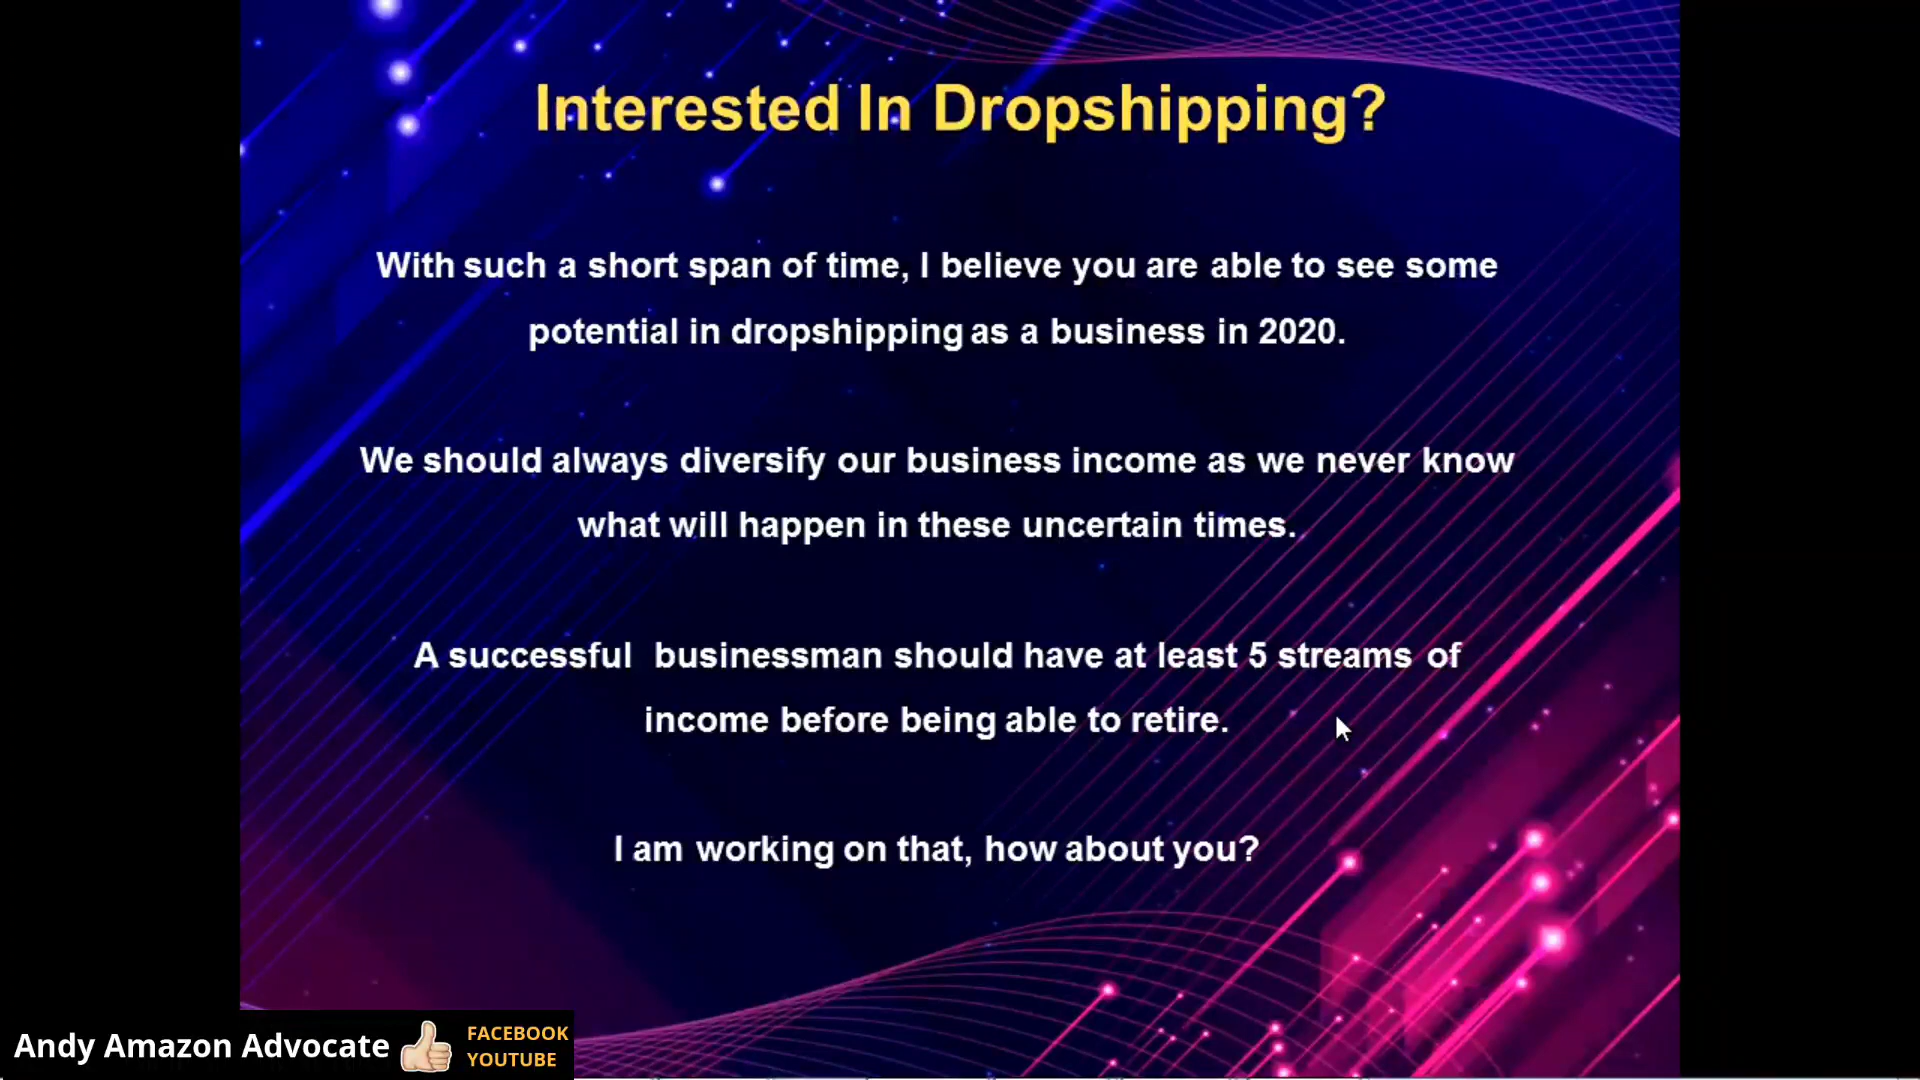 Interested In Dropshipping?
With such a short span of time, I believe you are able to see some
potential in dropshipping as a business in 2020.
We should always diversify our business income as we never know
what will happen in these uncertain times.
A successful businessman should have at least 5 streams of
income before being able to retire.
I am working on that, how about you?
Andy Amazon Advocate
FACEBOOK
YOUTUBE